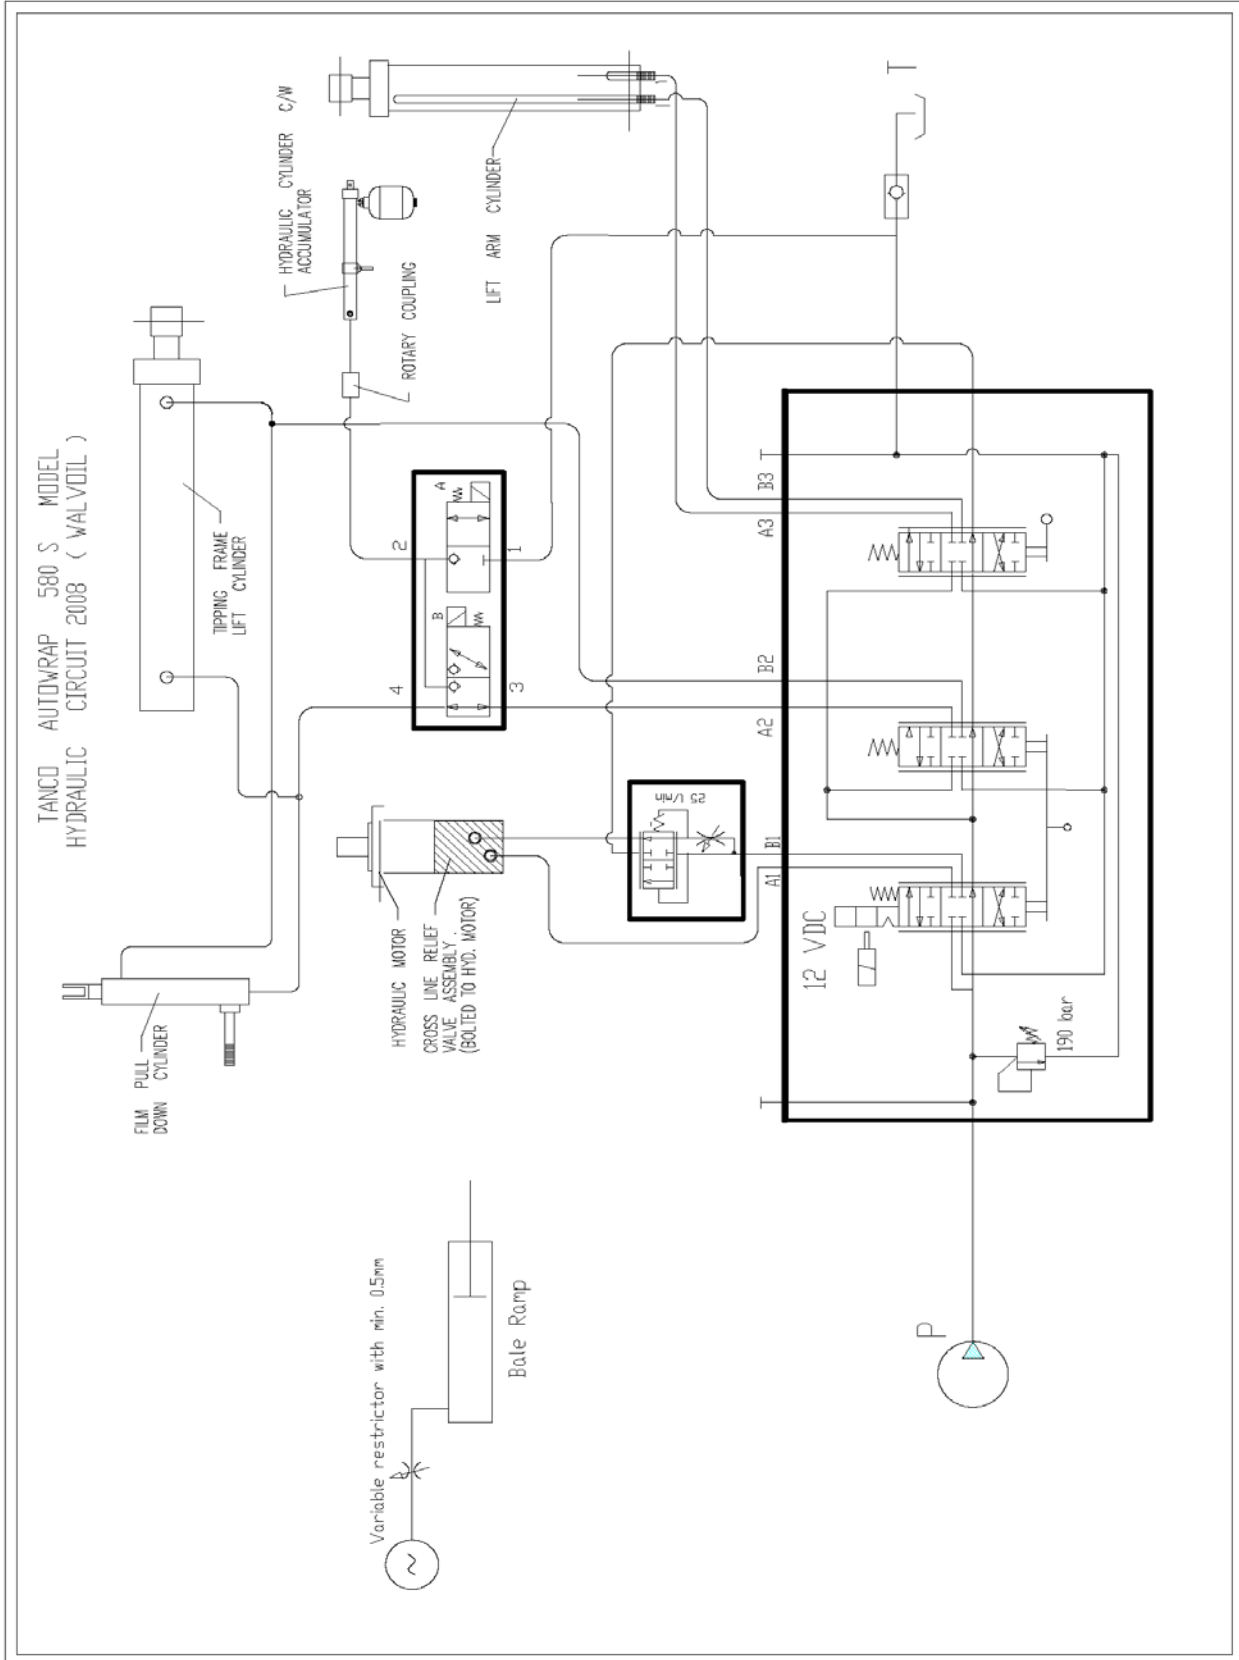 TANCO AUTOWRAP 580 S MODEL
HYDRAULIC CIRCUIT 2008 ( WALVOIL )
FILM PULL
DOWN CYLINDER
TIPPING FRAME
LIFT CYLINDER
HYDRAULIC CYLINDER C/W
ACCUMULATOR
ROTARY COUPLING
LIFT ARM CYLINDER
HYDRAULIC MOTOR
CROSS LINE RELIEF
VALVE ASSEMBLY .
(BOLTED TO HYD. MOTOR)
4
2
B
A
3
1
25 l/min
Variable restrictor with min. 0.5mm
~
Bale Ramp
A1
B1
A2
B2
A3
B3
12 VDC
190 bar
P
T